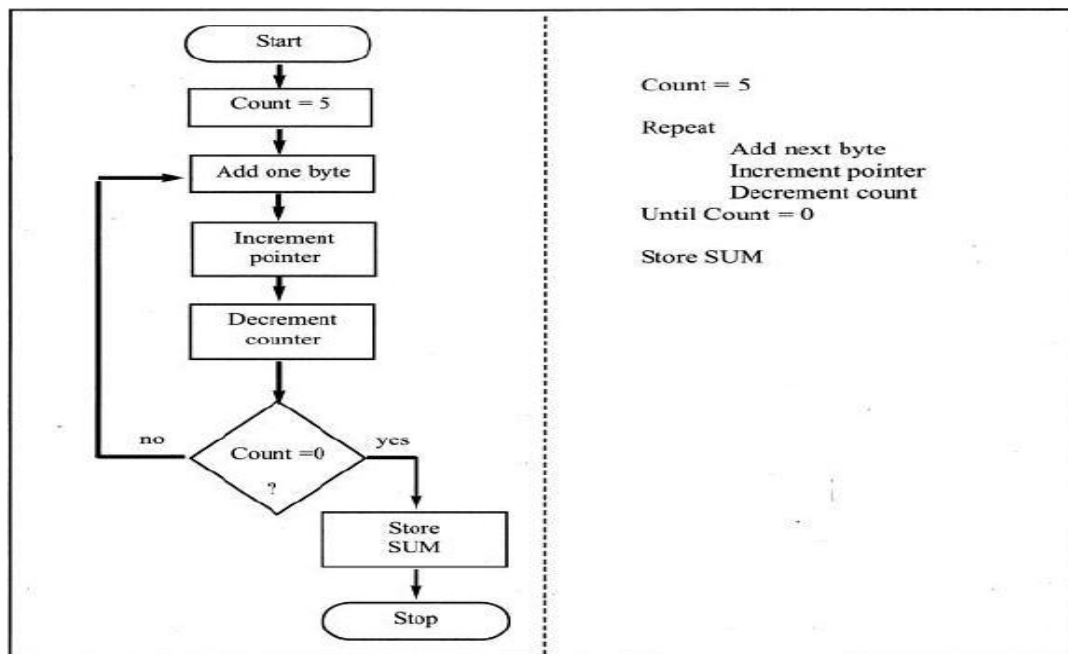 Start
Count = 5
Add one byte
Increment
pointer
Decrement
counter
no
Count =0
?
yes
Store
SUM
Stop
Count = 5
Repeat
Add next byte
Increment pointer
Decrement count
Until Count = 0
Store SUM